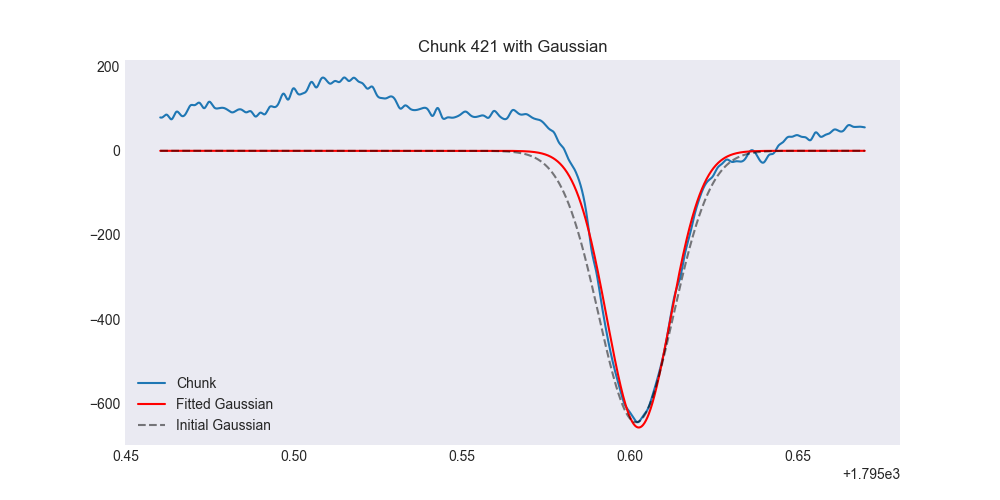 Chunk 421 with Gaussian
200
0
−200
−400
−600
Chunk
Fitted Gaussian
Initial Gaussian
0.45
0.50
0.55
0.60
0.65
+1.795e3